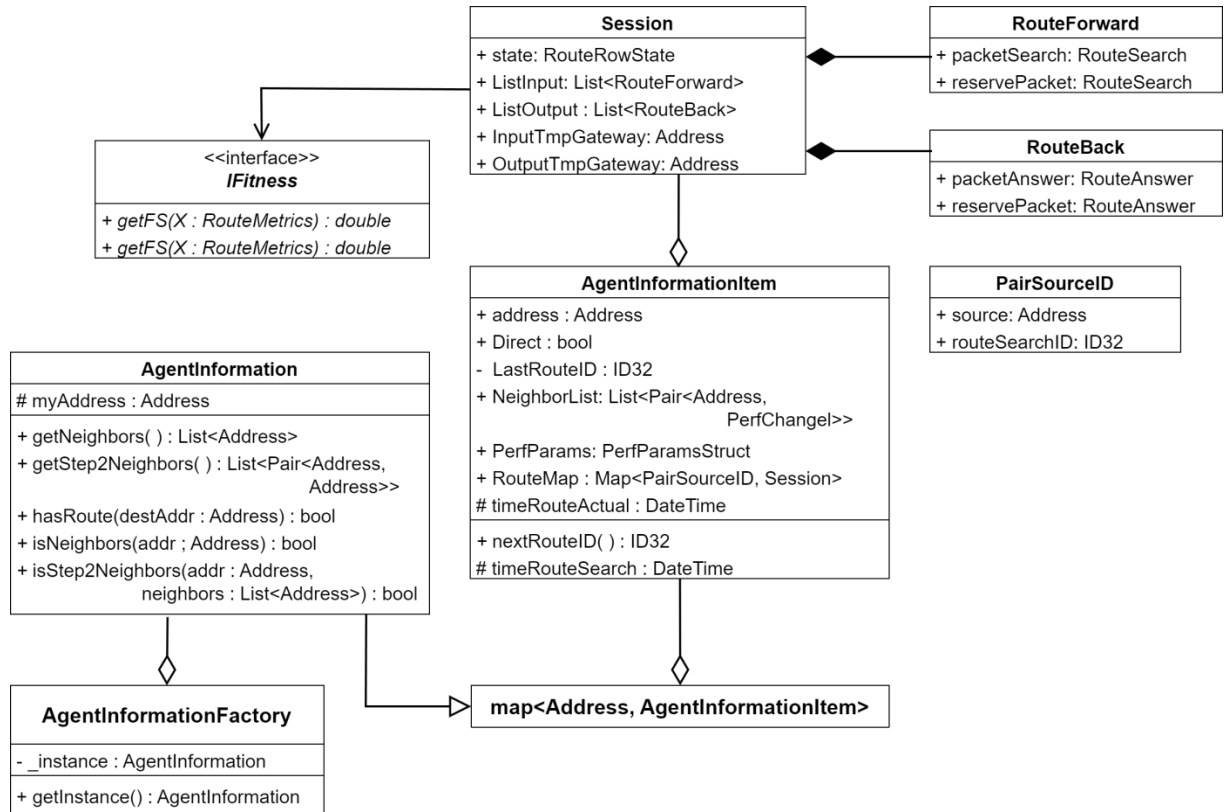 Session
+ state: RouteRowState
+ ListInput: List<RouteForward>
+ ListOutput : List<RouteBack>
+ InputTmpGateway: Address
+ OutputTmpGateway: Address
RouteForward
+ packetSearch: RouteSearch
+ reservePacket: RouteSearch
RouteBack
+ packetAnswer: RouteAnswer
+ reservePacket: RouteAnswer
<<interface>>
IFitness
+ getFS(X : RouteMetrics) : double
+ getFS(X : RouteMetrics) : double
AgentInformationItem
+ address : Address
+ Direct : bool
- LastRouteID : ID32
+ NeighborList: List<Pair<Address,
PerfChangeI>>
+ PerfParams: PerfParamsStruct
+ RouteMap : Map<PairSourceID, Session>
# timeRouteActual : DateTime
+ nextRouteID( ) : ID32
# timeRouteSearch : DateTime
PairSourceID
+ source: Address
+ routeSearchID: ID32
AgentInformation
# myAddress : Address
+ getNeighbors( ) : List<Address>
+ getStep2Neighbors( ) : List<Pair<Address,
Address>>
+ hasRoute(destAddr : Address) : bool
+ isNeighbors(addr ; Address) : bool
+ isStep2Neighbors(addr : Address,
neighbors : List<Address>) : bool
AgentInformationFactory
- _instance : AgentInformation
+ getInstance() : AgentInformation
map<Address, AgentInformationItem>